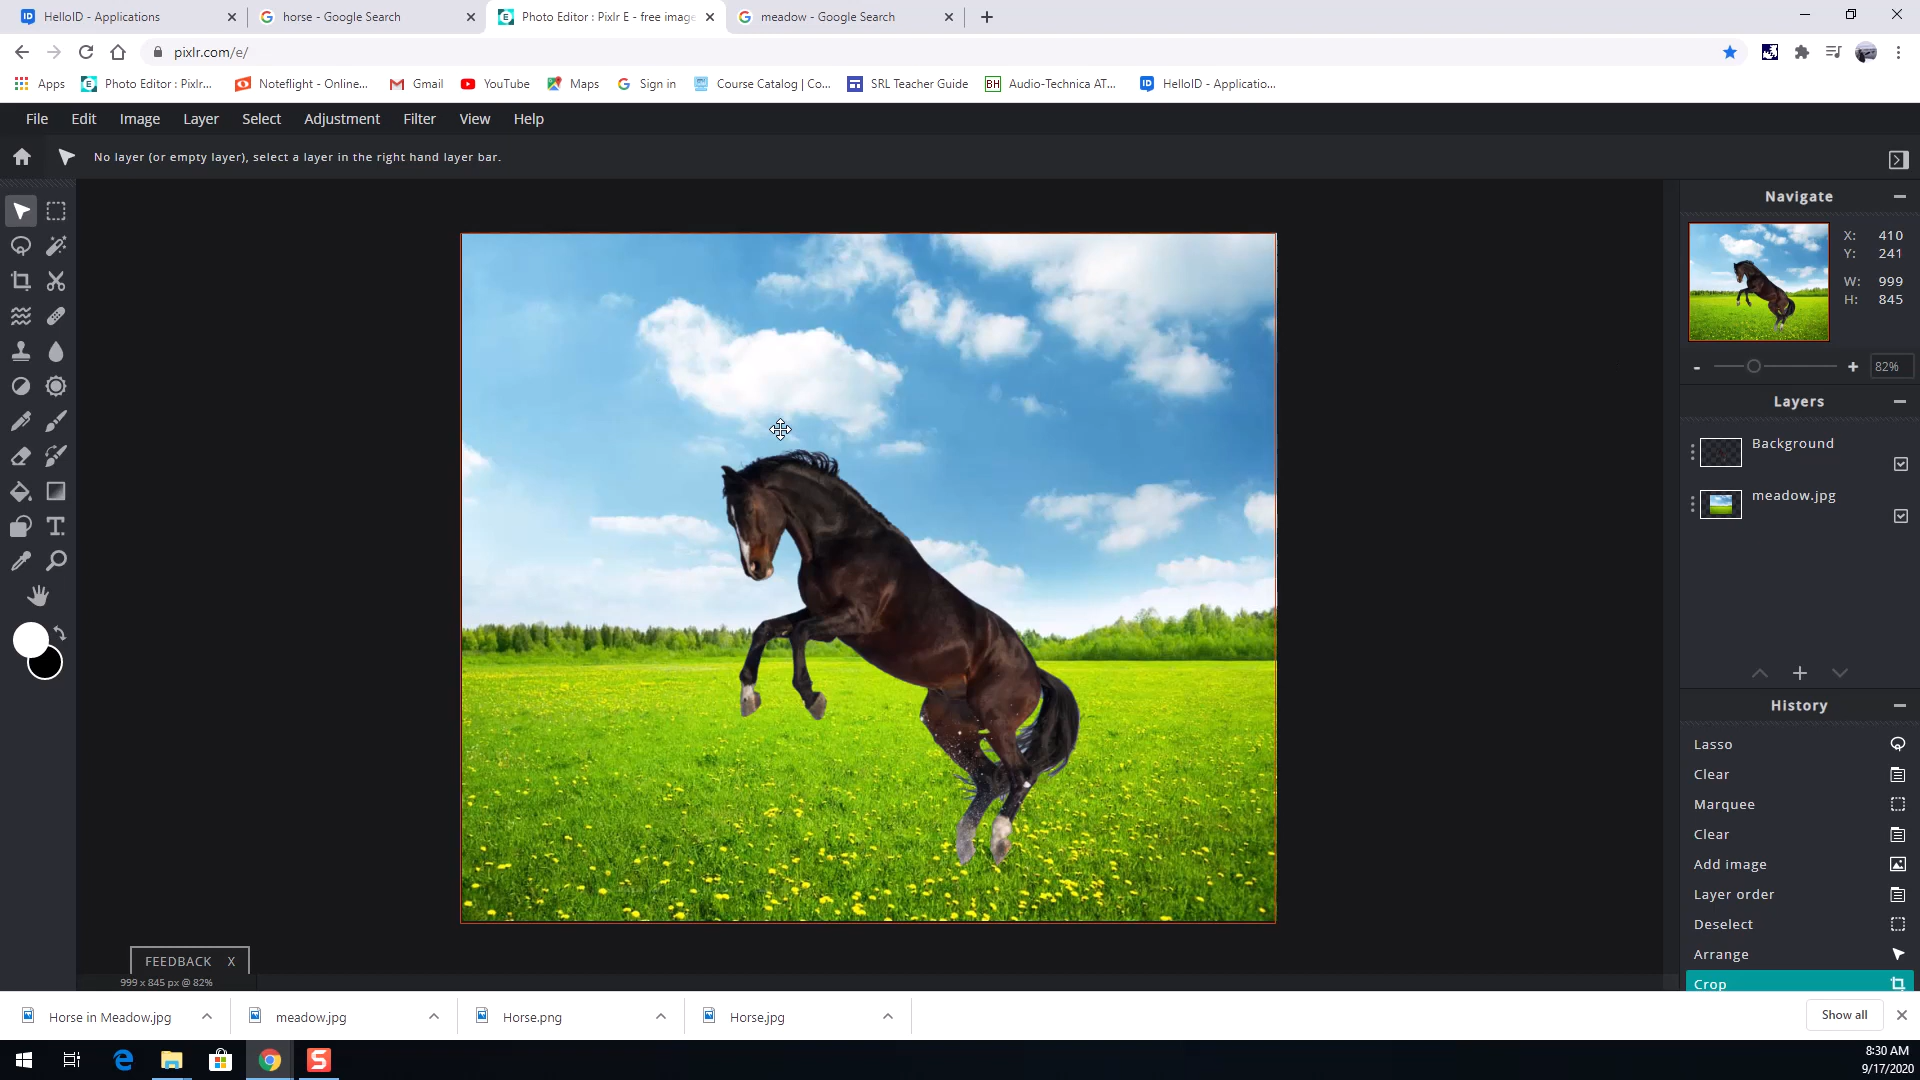 HelloID - Applications
horse - Google Search
Photo Editor : Pixlr E - free image
meadow - Google Search
pixlr.com/e/
Apps
Photo Editor : Pixlr...
Noteflight - Online...
Gmail
YouTube
Maps
Sign in
Course Catalog | Co...
SRL Teacher Guide
BH
Audio-Technica AT...
HelloID - Applicatio...
File
Edit
Image
Layer
Select
Adjustment
Filter
View
Help
No layer (or empty layer), select a layer in the right hand layer bar.
Navigate
X: 410
Y: 241
W: 999
H: 845
82%
Layers
Background
meadow.jpg
History
Lasso
Clear
Marquee
Clear
Add image
Layer order
Deselect
Arrange
Crop
FEEDBACK X
999 x 845 px @ 82%
Horse in Meadow.jpg
meadow.jpg
Horse.png
Horse.jpg
Show all
8:30 AM
9/17/2020